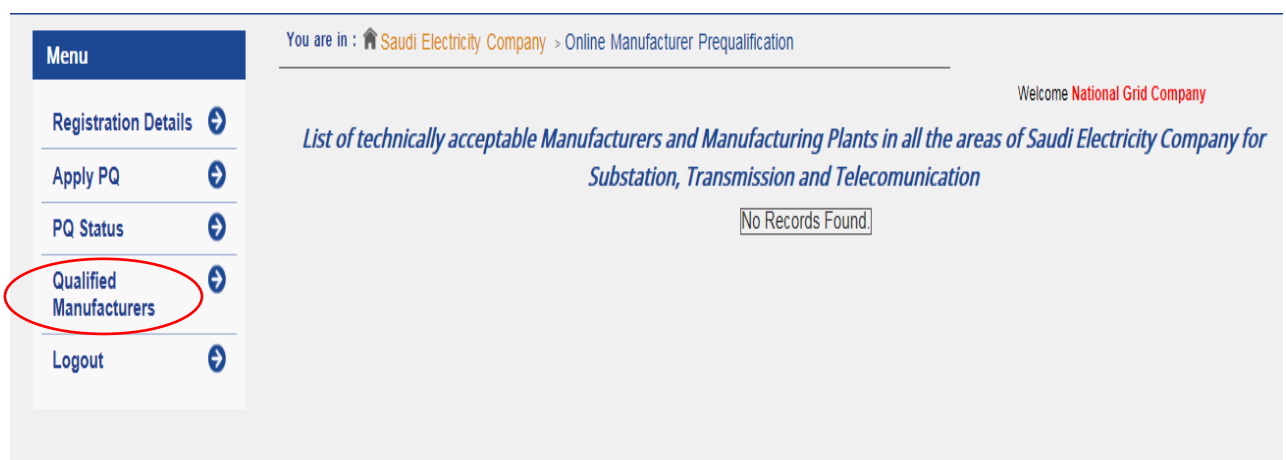 Menu
Registration Details
Apply PQ
PQ Status
Qualified
Manufacturers
Logout
You are in : Saudi Electricity Company > Online Manufacturer Prequalification
Welcome National Grid Company
List of technically acceptable Manufacturers and Manufacturing Plants in all the areas of Saudi Electricity Company for
Substation, Transmission and Telecomunication
No Records Found.